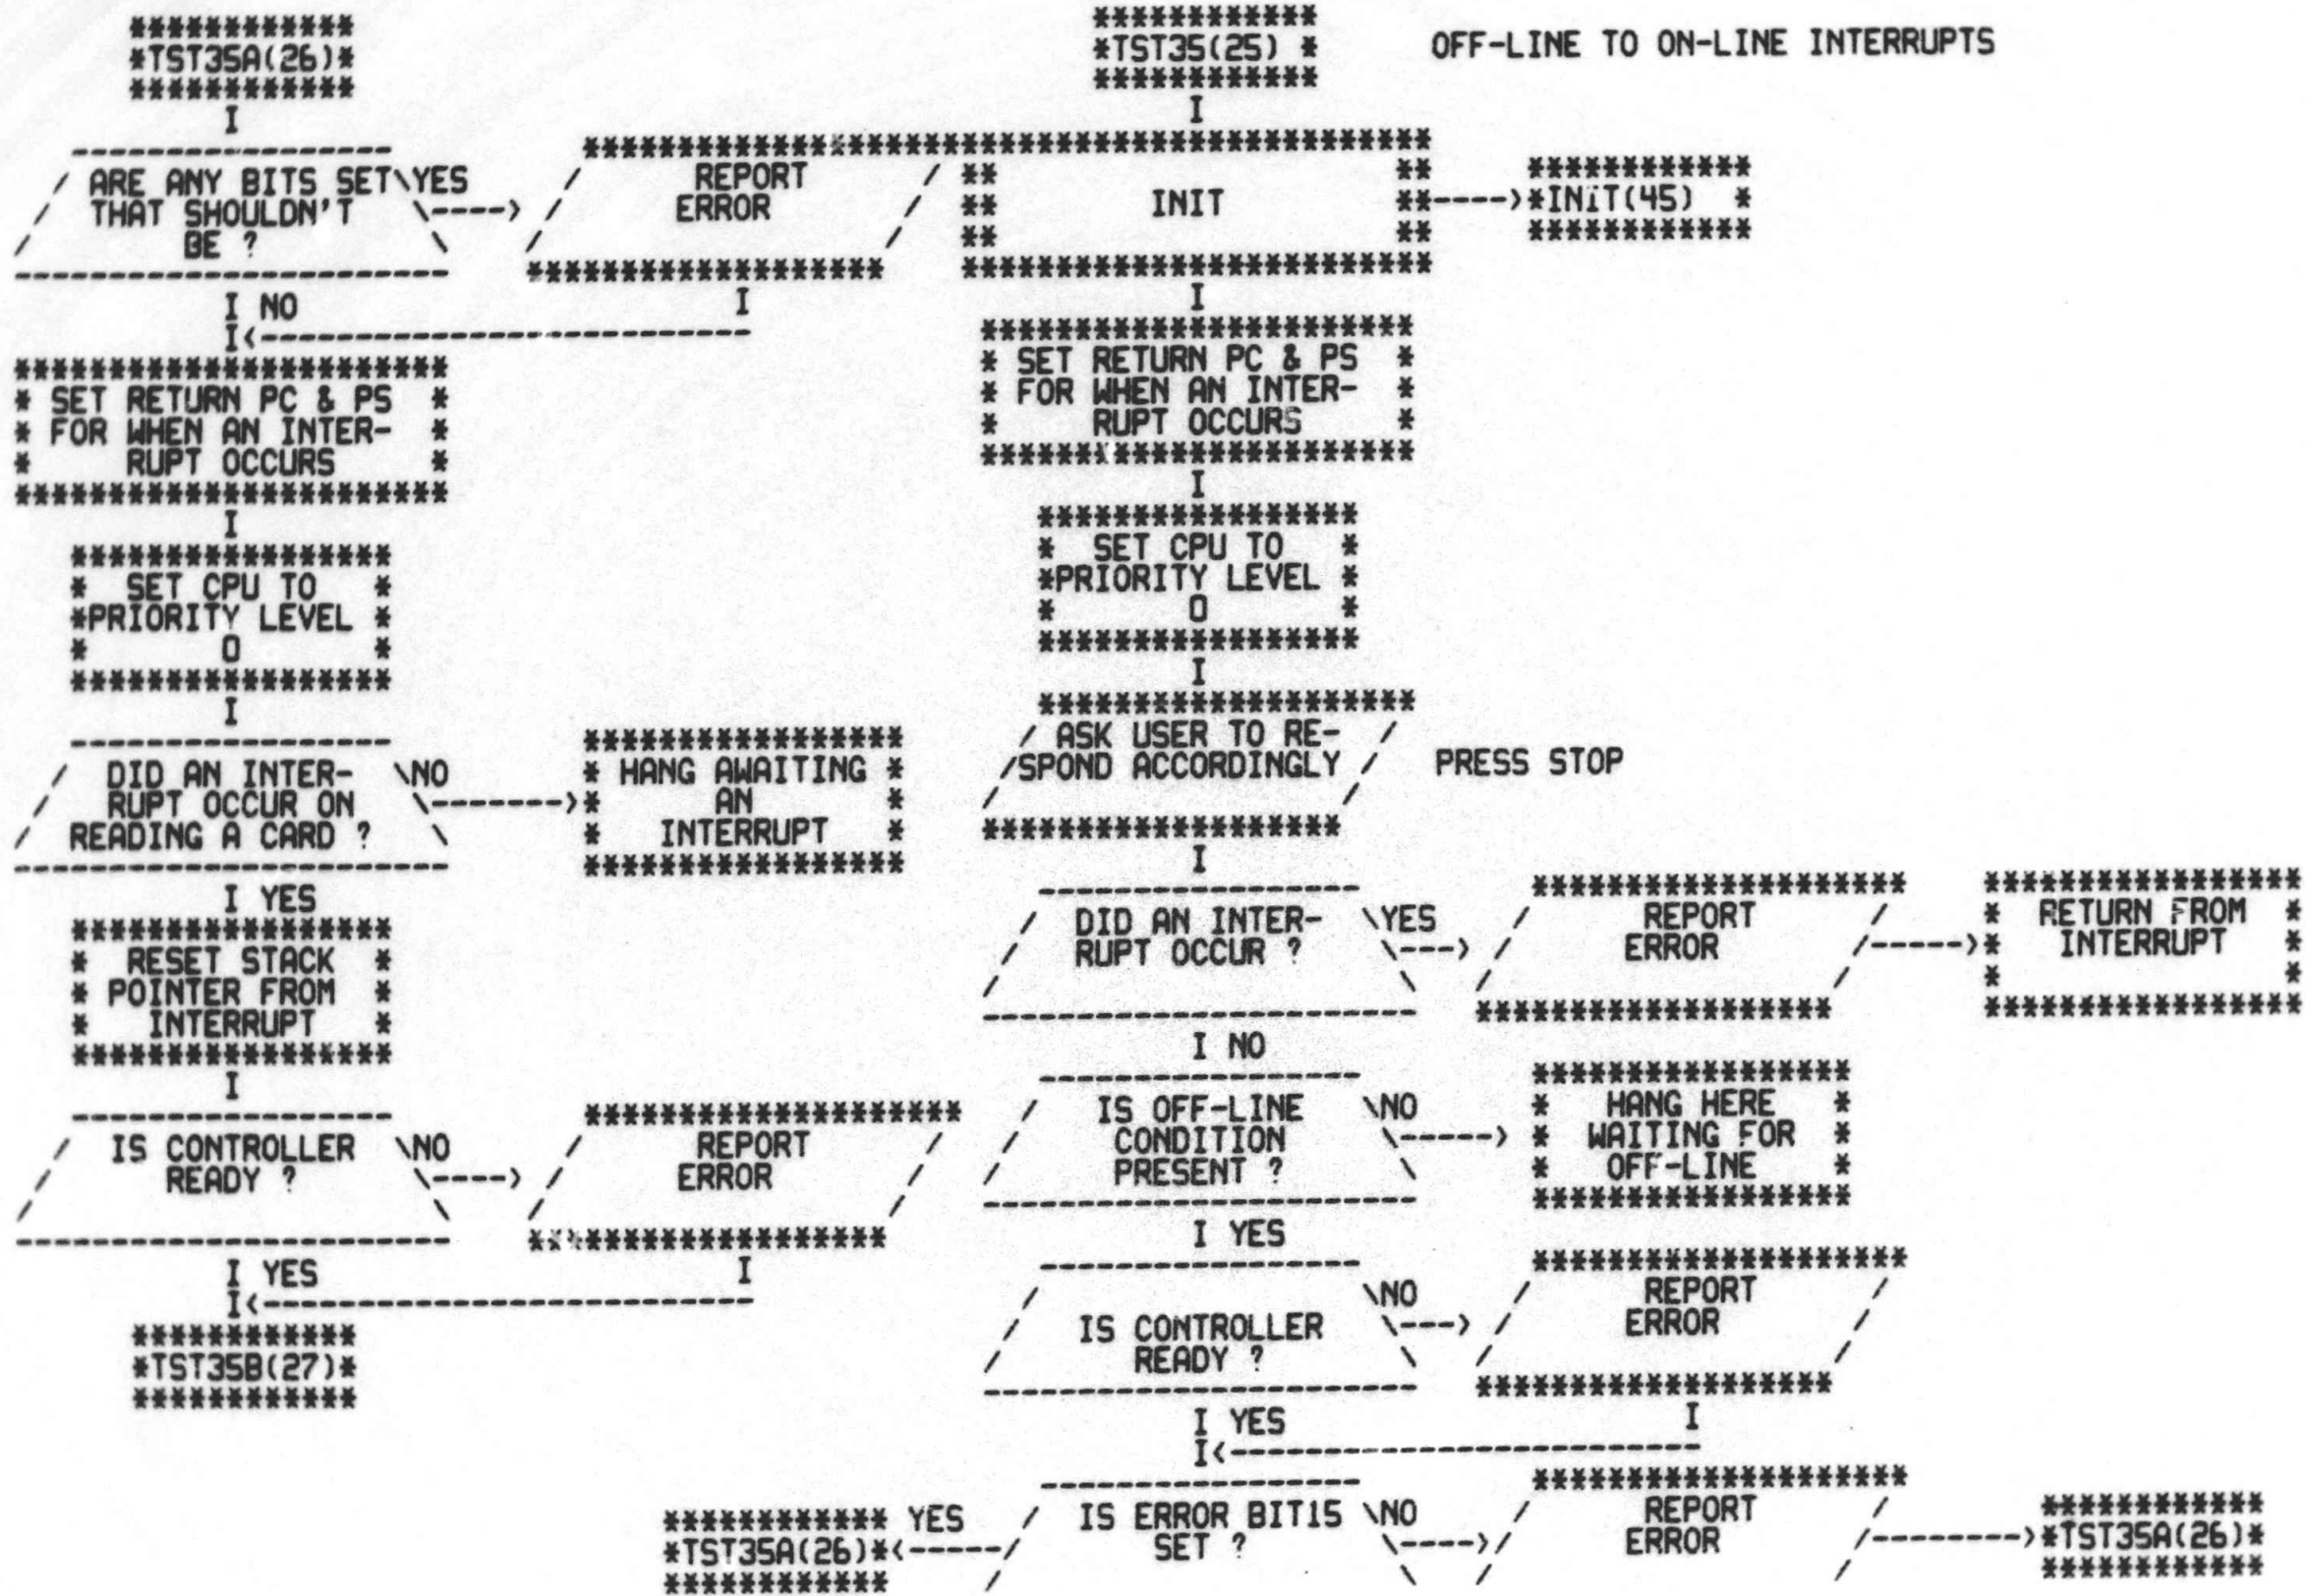 TST35A(26)
ARE ANY BITS SET
THAT SHOULDN'T
BE ?
YES
REPORT
ERROR
NO
SET RETURN PC & PS
FOR WHEN AN INTER-
RUPT OCCURS
SET CPU TO
PRIORITY LEVEL
0
DID AN INTER-
RUPT OCCUR ON
READING A CARD ?
NO
HANG AWAITING
AN
INTERRUPT
YES
RESET STACK
POINTER FROM
INTERRUPT
IS CONTROLLER
READY ?
NO
REPORT
ERROR
YES
TST35B(27)
TST35(25)
OFF-LINE TO ON-LINE INTERRUPTS
INIT
INIT(45)
SET RETURN PC & PS
FOR WHEN AN INTER-
RUPT OCCURS
SET CPU TO
PRIORITY LEVEL
0
ASK USER TO RE-
SPOND ACCORDINGLY
PRESS STOP
DID AN INTER-
RUPT OCCUR ?
YES
REPORT
ERROR
RETURN FROM
INTERRUPT
NO
IS OFF-LINE
CONDITION
PRESENT ?
NO
HANG HERE
WAITING FOR
OFF-LINE
YES
IS CONTROLLER
READY ?
NO
REPORT
ERROR
YES
IS ERROR BIT15
SET ?
YES
TST35A(26)
NO
REPORT
ERROR
TST35A(26)